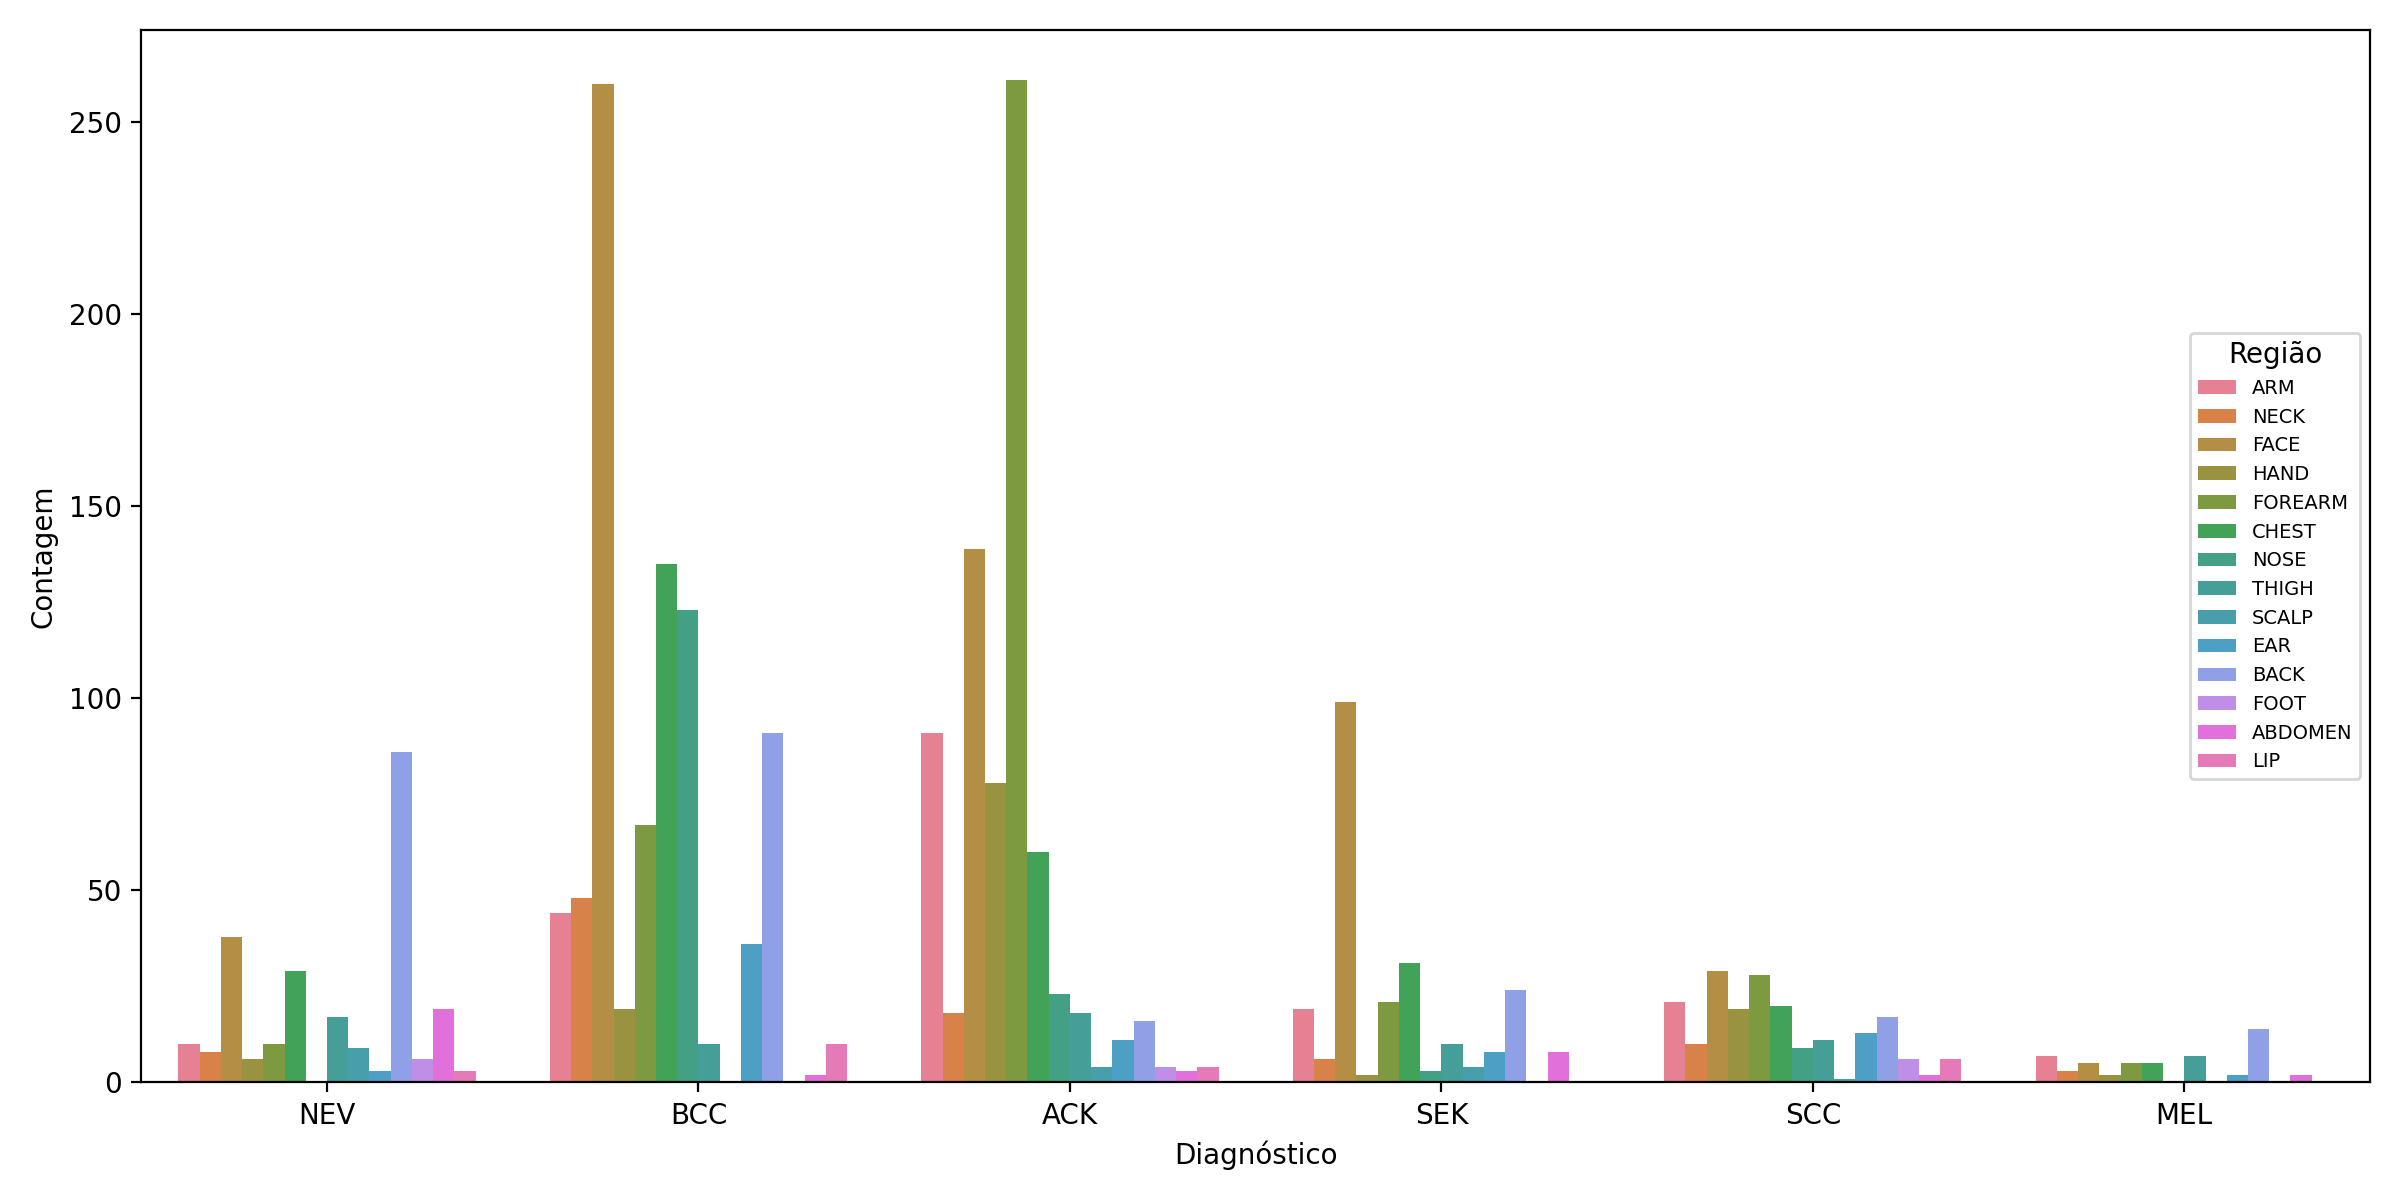 250
200
150
100
50
0
Contagem
NEV
BCC
ACK
SEK
SCC
MEL
Diagnóstico
Região
ARM
NECK
FACE
HAND
FOREARM
CHEST
NOSE
THIGH
SCALP
EAR
BACK
FOOT
ABDOMEN
LIP